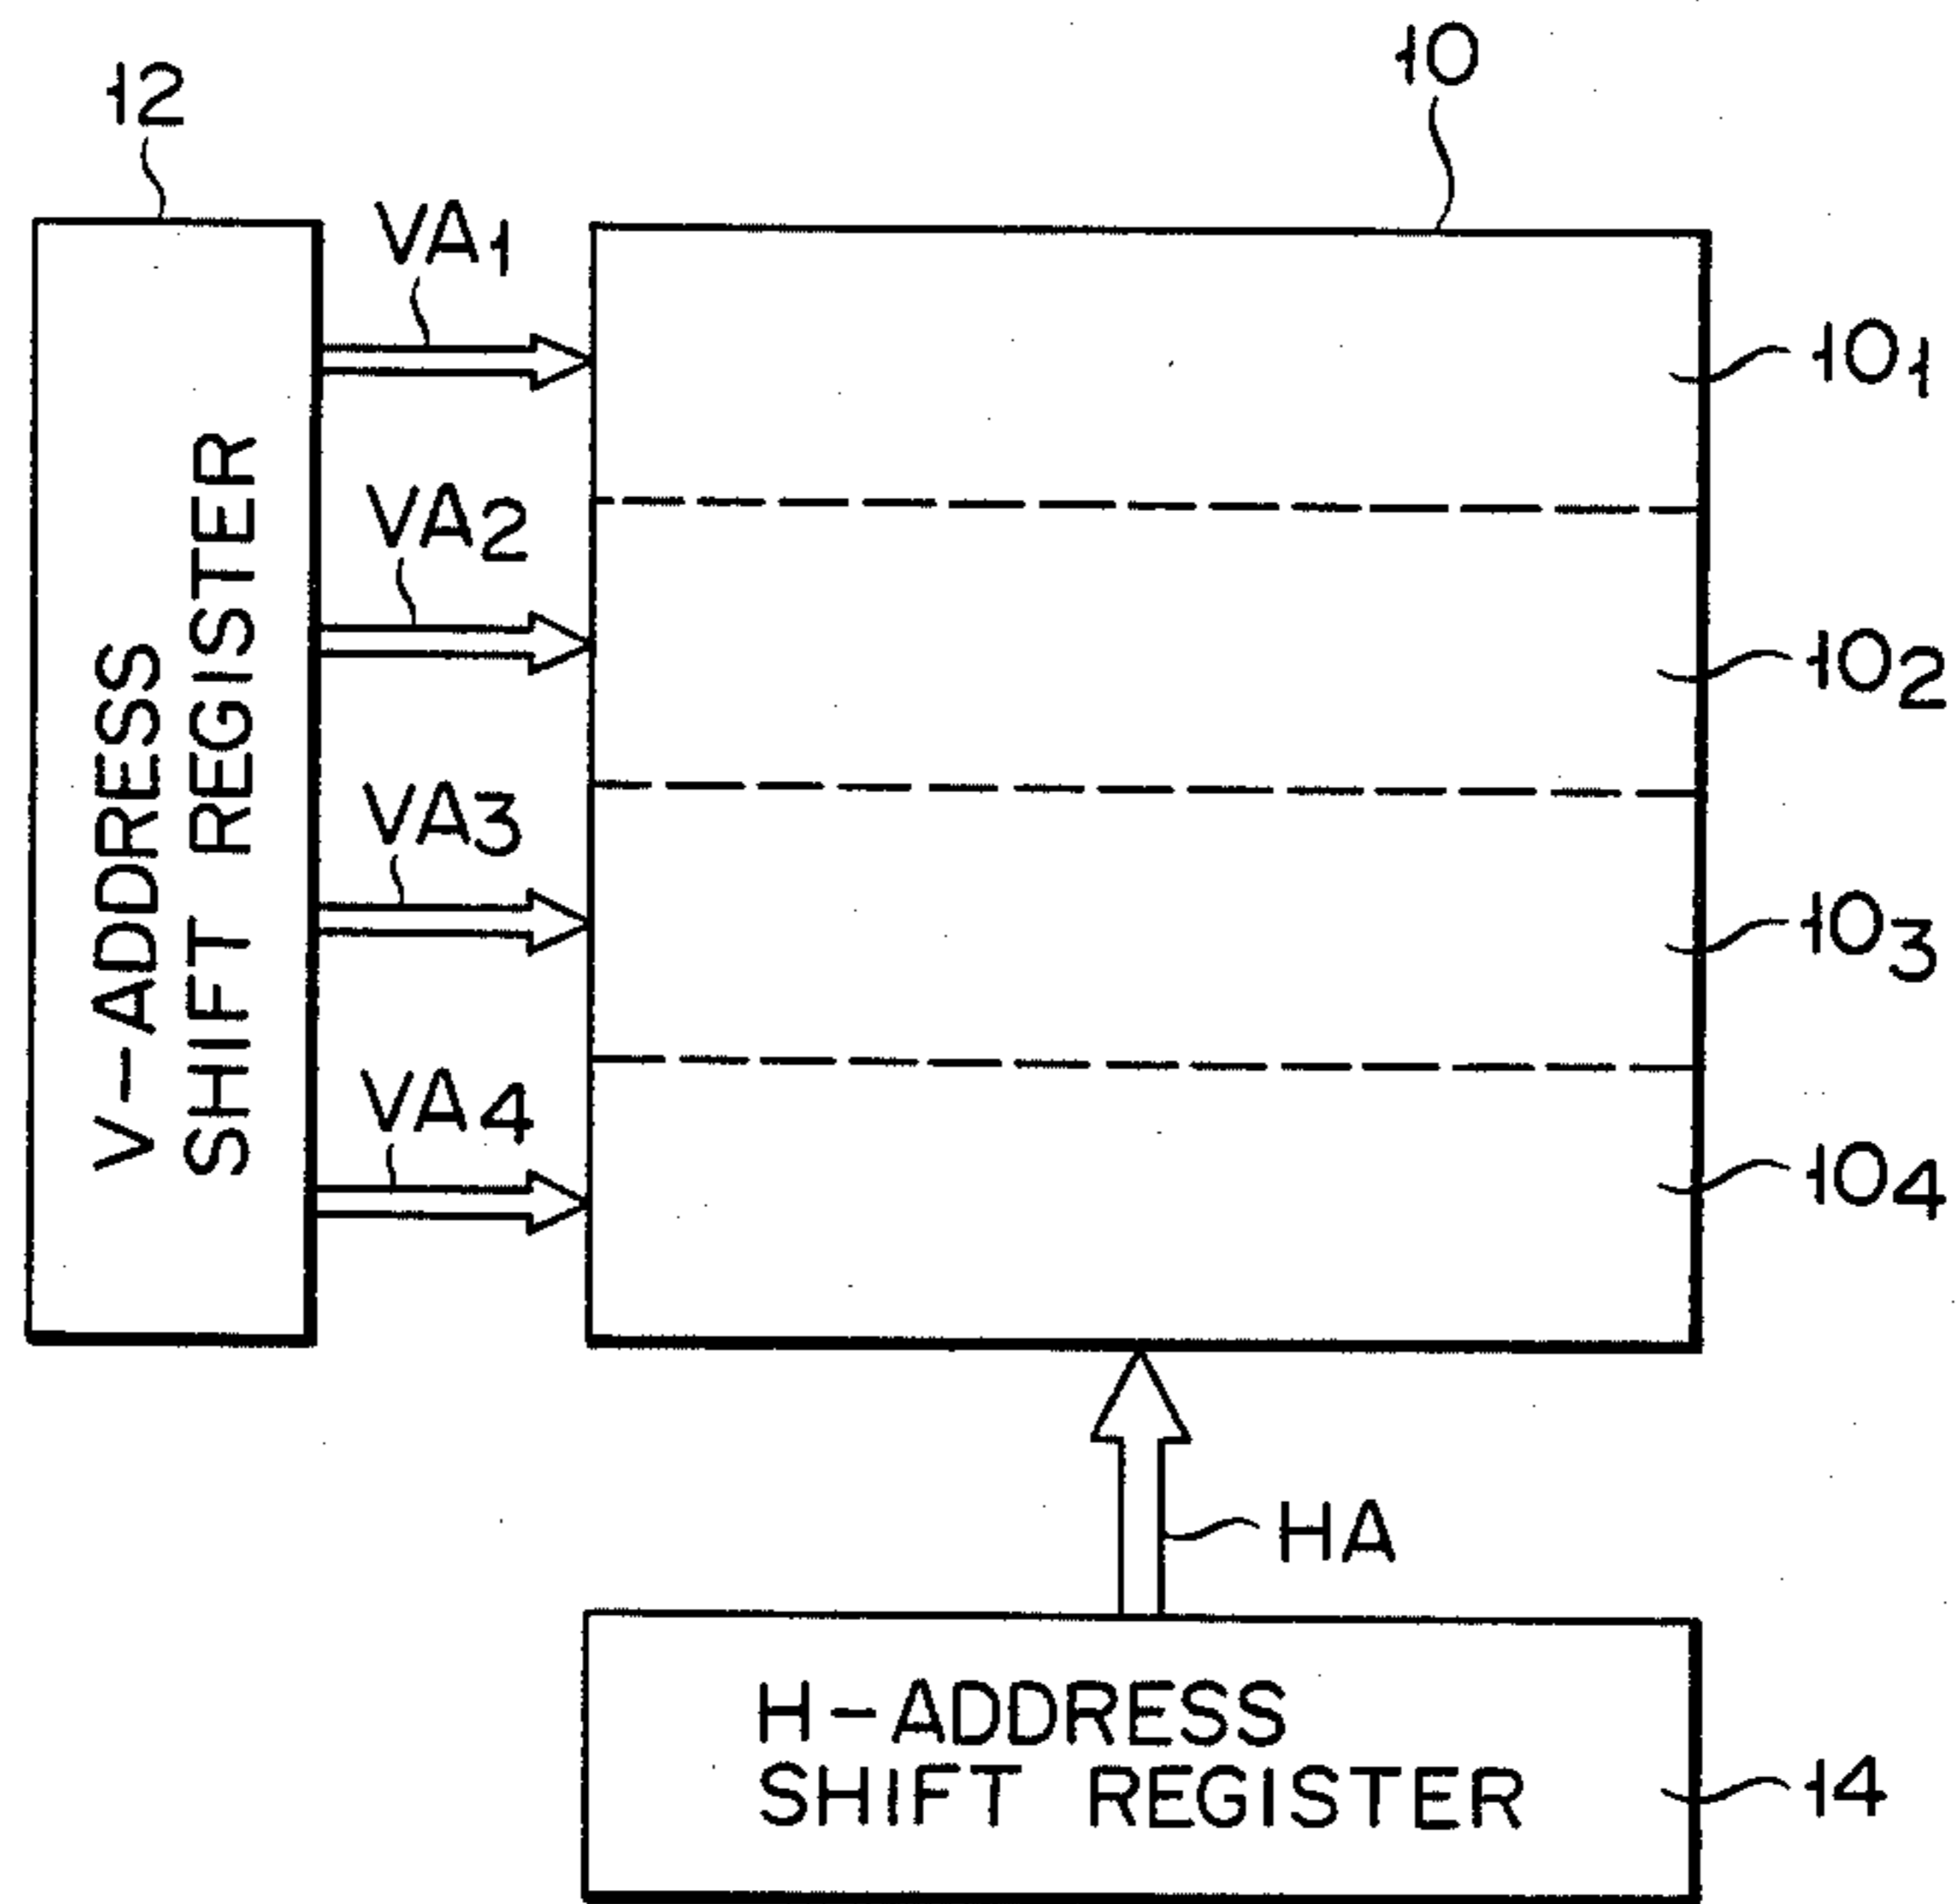 10
12
VA1
101
V-ADDRESS
SHIFT REGISTER
VA2
102
VA3
103
VA4
104
HA
H-ADDRESS
SHIFT REGISTER
14